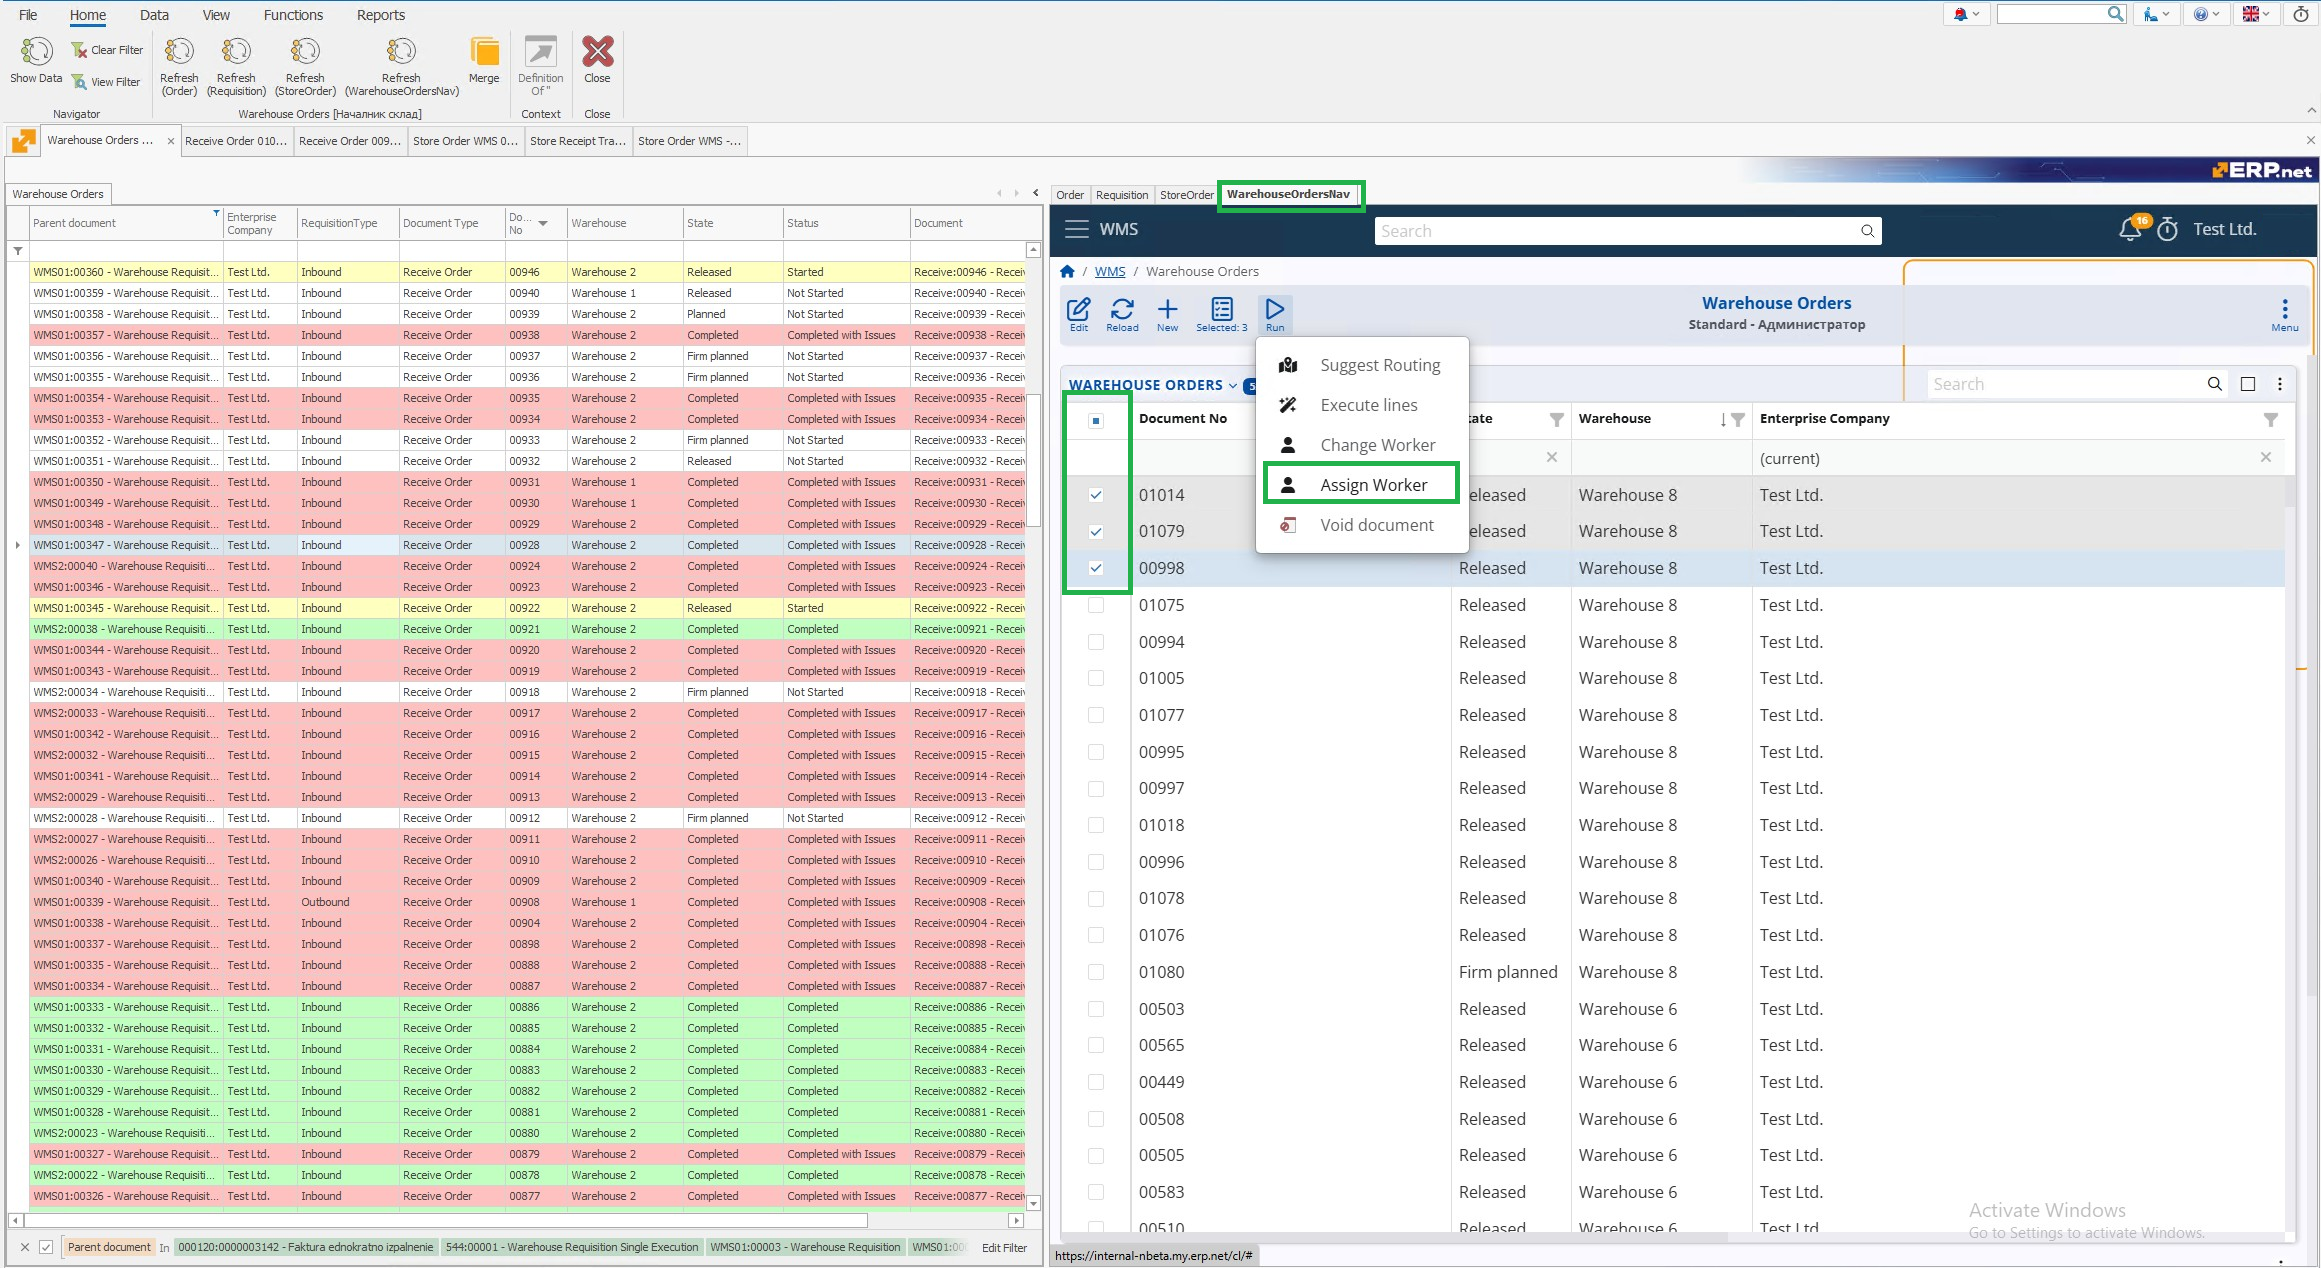 File Home Data View Functions Reports
Show Data
Clear Filter
View Filter
Refresh (Order)
Refresh (Requisition)
Refresh (StoreOrder)
Refresh (WarehouseOrdersNav)
Merge
Definition Of "
Close
Navigator
Warehouse Orders [Началник склад]
Context
Close
Warehouse Orders ... × Receive Order 010... Receive Order 009... Store Order WMS 0... Store Receipt Tra... Store Order WMS -...
ERP.net
Warehouse Orders
Parent document Enterprise Company RequisitionType Document Type Do... No Warehouse State Status Document
WMS01:00360 - Warehouse Requisit... Test Ltd. Inbound Receive Order 00946 Warehouse 2 Released Started Receive:00946 - Recei
WMS01:00359 - Warehouse Requisit... Test Ltd. Inbound Receive Order 00940 Warehouse 1 Released Not Started Receive:00940 - Recei
WMS01:00358 - Warehouse Requisit... Test Ltd. Inbound Receive Order 00939 Warehouse 2 Planned Not Started Receive:00939 - Recei
WMS01:00357 - Warehouse Requisit... Test Ltd. Inbound Receive Order 00938 Warehouse 2 Completed Completed with Issues Receive:00938 - Recei
WMS01:00356 - Warehouse Requisit... Test Ltd. Inbound Receive Order 00937 Warehouse 2 Firm planned Not Started Receive:00937 - Recei
WMS01:00355 - Warehouse Requisit... Test Ltd. Inbound Receive Order 00936 Warehouse 2 Firm planned Not Started Receive:00936 - Recei
WMS01:00354 - Warehouse Requisit... Test Ltd. Inbound Receive Order 00935 Warehouse 2 Completed Completed with Issues Receive:00935 - Recei
WMS01:00353 - Warehouse Requisit... Test Ltd. Inbound Receive Order 00934 Warehouse 2 Completed Completed with Issues Receive:00934 - Recei
WMS01:00352 - Warehouse Requisit... Test Ltd. Inbound Receive Order 00933 Warehouse 2 Firm planned Not Started Receive:00933 - Recei
WMS01:00351 - Warehouse Requisit... Test Ltd. Inbound Receive Order 00932 Warehouse 2 Released Not Started Receive:00932 - Recei
WMS01:00350 - Warehouse Requisit... Test Ltd. Inbound Receive Order 00931 Warehouse 1 Completed Completed with Issues Receive:00931 - Recei
WMS01:00349 - Warehouse Requisit... Test Ltd. Inbound Receive Order 00930 Warehouse 1 Completed Completed with Issues Receive:00930 - Recei
WMS01:00348 - Warehouse Requisit... Test Ltd. Inbound Receive Order 00929 Warehouse 2 Completed Completed with Issues Receive:00929 - Recei
WMS01:00347 - Warehouse Requisit... Test Ltd. Inbound Receive Order 00928 Warehouse 2 Completed Completed with Issues Receive:00928 - Recei
WMS2:00040 - Warehouse Requisiti... Test Ltd. Inbound Receive Order 00924 Warehouse 2 Completed Completed with Issues Receive:00924 - Recei
WMS01:00346 - Warehouse Requisit... Test Ltd. Inbound Receive Order 00923 Warehouse 2 Completed Completed with Issues Receive:00923 - Recei
WMS01:00345 - Warehouse Requisit... Test Ltd. Inbound Receive Order 00922 Warehouse 2 Released Started Receive:00922 - Recei
WMS2:00038 - Warehouse Requisiti... Test Ltd. Inbound Receive Order 00921 Warehouse 2 Completed Completed Receive:00921 - Recei
WMS01:00344 - Warehouse Requisit... Test Ltd. Inbound Receive Order 00920 Warehouse 2 Completed Completed with Issues Receive:00920 - Recei
WMS01:00343 - Warehouse Requisit... Test Ltd. Inbound Receive Order 00919 Warehouse 2 Completed Completed with Issues Receive:00919 - Recei
WMS2:00034 - Warehouse Requisiti... Test Ltd. Inbound Receive Order 00918 Warehouse 2 Firm planned Not Started Receive:00918 - Recei
WMS2:00033 - Warehouse Requisiti... Test Ltd. Inbound Receive Order 00917 Warehouse 2 Completed Completed with Issues Receive:00917 - Recei
WMS01:00342 - Warehouse Requisit... Test Ltd. Inbound Receive Order 00916 Warehouse 2 Completed Completed with Issues Receive:00916 - Recei
WMS2:00032 - Warehouse Requisiti... Test Ltd. Inbound Receive Order 00915 Warehouse 2 Completed Completed with Issues Receive:00915 - Recei
WMS01:00341 - Warehouse Requisit... Test Ltd. Inbound Receive Order 00914 Warehouse 2 Completed Completed with Issues Receive:00914 - Recei
WMS2:00029 - Warehouse Requisiti... Test Ltd. Inbound Receive Order 00913 Warehouse 2 Completed Completed with Issues Receive:00913 - Recei
WMS2:00028 - Warehouse Requisiti... Test Ltd. Inbound Receive Order 00912 Warehouse 2 Firm planned Not Started Receive:00912 - Recei
WMS2:00027 - Warehouse Requisiti... Test Ltd. Inbound Receive Order 00911 Warehouse 2 Completed Completed with Issues Receive:00911 - Recei
WMS2:00026 - Warehouse Requisiti... Test Ltd. Inbound Receive Order 00910 Warehouse 2 Completed Completed with Issues Receive:00910 - Recei
WMS01:00340 - Warehouse Requisit... Test Ltd. Inbound Receive Order 00909 Warehouse 2 Completed Completed with Issues Receive:00909 - Recei
WMS01:00339 - Warehouse Requisit... Test Ltd. Outbound Receive Order 00908 Warehouse 1 Completed Completed with Issues Receive:00908 - Recei
WMS01:00338 - Warehouse Requisit... Test Ltd. Inbound Receive Order 00904 Warehouse 2 Completed Completed with Issues Receive:00904 - Recei
WMS01:00337 - Warehouse Requisit... Test Ltd. Inbound Receive Order 00898 Warehouse 2 Completed Completed with Issues Receive:00898 - Recei
WMS01:00335 - Warehouse Requisit... Test Ltd. Inbound Receive Order 00888 Warehouse 2 Completed Completed with Issues Receive:00888 - Recei
WMS01:00334 - Warehouse Requisit... Test Ltd. Inbound Receive Order 00887 Warehouse 2 Completed Completed with Issues Receive:00887 - Recei
WMS01:00333 - Warehouse Requisit... Test Ltd. Inbound Receive Order 00886 Warehouse 2 Completed Completed Receive:00886 - Recei
WMS01:00332 - Warehouse Requisit... Test Ltd. Inbound Receive Order 00885 Warehouse 2 Completed Completed Receive:00885 - Recei
WMS01:00331 - Warehouse Requisit... Test Ltd. Inbound Receive Order 00884 Warehouse 2 Completed Completed Receive:00884 - Recei
WMS01:00330 - Warehouse Requisit... Test Ltd. Inbound Receive Order 00883 Warehouse 2 Completed Completed Receive:00883 - Recei
WMS01:00329 - Warehouse Requisit... Test Ltd. Inbound Receive Order 00882 Warehouse 2 Completed Completed Receive:00882 - Recei
WMS01:00328 - Warehouse Requisit... Test Ltd. Inbound Receive Order 00881 Warehouse 2 Completed Completed Receive:00881 - Recei
WMS2:00023 - Warehouse Requisiti... Test Ltd. Inbound Receive Order 00880 Warehouse 2 Completed Completed Receive:00880 - Recei
WMS01:00327 - Warehouse Requisit... Test Ltd. Inbound Receive Order 00879 Warehouse 2 Completed Completed with Issues Receive:00879 - Recei
WMS2:00022 - Warehouse Requisiti... Test Ltd. Inbound Receive Order 00878 Warehouse 2 Completed Completed Receive:00878 - Recei
WMS01:00326 - Warehouse Requisit... Test Ltd. Inbound Receive Order 00877 Warehouse 2 Completed Completed with Issues Receive:00877 - Recei
Parent document In 000120:0000003142 - Faktura ednokratno izpalnenie 544:00001 - Warehouse Requisition Single Execution WMS01:00003 - Warehouse Requisition WMS01:00 Edit Filter
Order Requisition StoreOrder WarehouseOrdersNav
WMS Search 16 Test Ltd.
/ WMS / Warehouse Orders
Edit Reload New Selected: 3 Run
Warehouse Orders
Standard - Администратор
Menu
Suggest Routing
Execute lines
Change Worker
Assign Worker
Void document
WAREHOUSE ORDERS 5 Search
Document No tate Warehouse Enterprise Company
(current)
01014 eleased Warehouse 8 Test Ltd.
01079 eleased Warehouse 8 Test Ltd.
00998 Released Warehouse 8 Test Ltd.
01075 Released Warehouse 8 Test Ltd.
00994 Released Warehouse 8 Test Ltd.
01005 Released Warehouse 8 Test Ltd.
01077 Released Warehouse 8 Test Ltd.
00995 Released Warehouse 8 Test Ltd.
00997 Released Warehouse 8 Test Ltd.
01018 Released Warehouse 8 Test Ltd.
00996 Released Warehouse 8 Test Ltd.
01078 Released Warehouse 8 Test Ltd.
01076 Released Warehouse 8 Test Ltd.
01080 Firm planned Warehouse 8 Test Ltd.
00503 Released Warehouse 6 Test Ltd.
00565 Released Warehouse 6 Test Ltd.
00449 Released Warehouse 6 Test Ltd.
00508 Released Warehouse 6 Test Ltd.
00505 Released Warehouse 6 Test Ltd.
00583 Released Warehouse 6 Test Ltd.
00510 Released Warehouse 6 Test Ltd.
Activate Windows
Go to Settings to activate Windows.
https://internal-nbeta.my.erp.net/cl/#